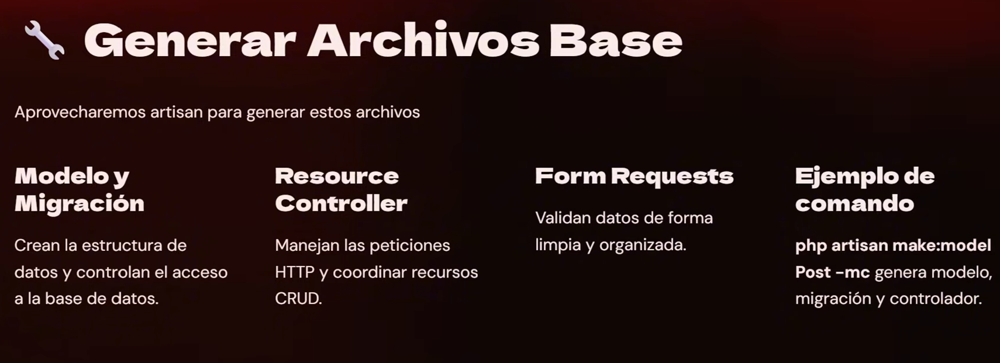 Generar Archivos Base
Aprovecharemos artisan para generar estos archivos
Modelo y
Migración
Crean la estructura de
datos y controlan el acceso
a la base de datos.
Resource
Controller
Manejan las peticiones
HTTP y coordinar recursos
CRUD.
Form Requests
Validan datos de forma
limpia y organizada.
Ejemplo de
comando
php artisan make:model
Post -mc genera modelo,
migración y controlador.